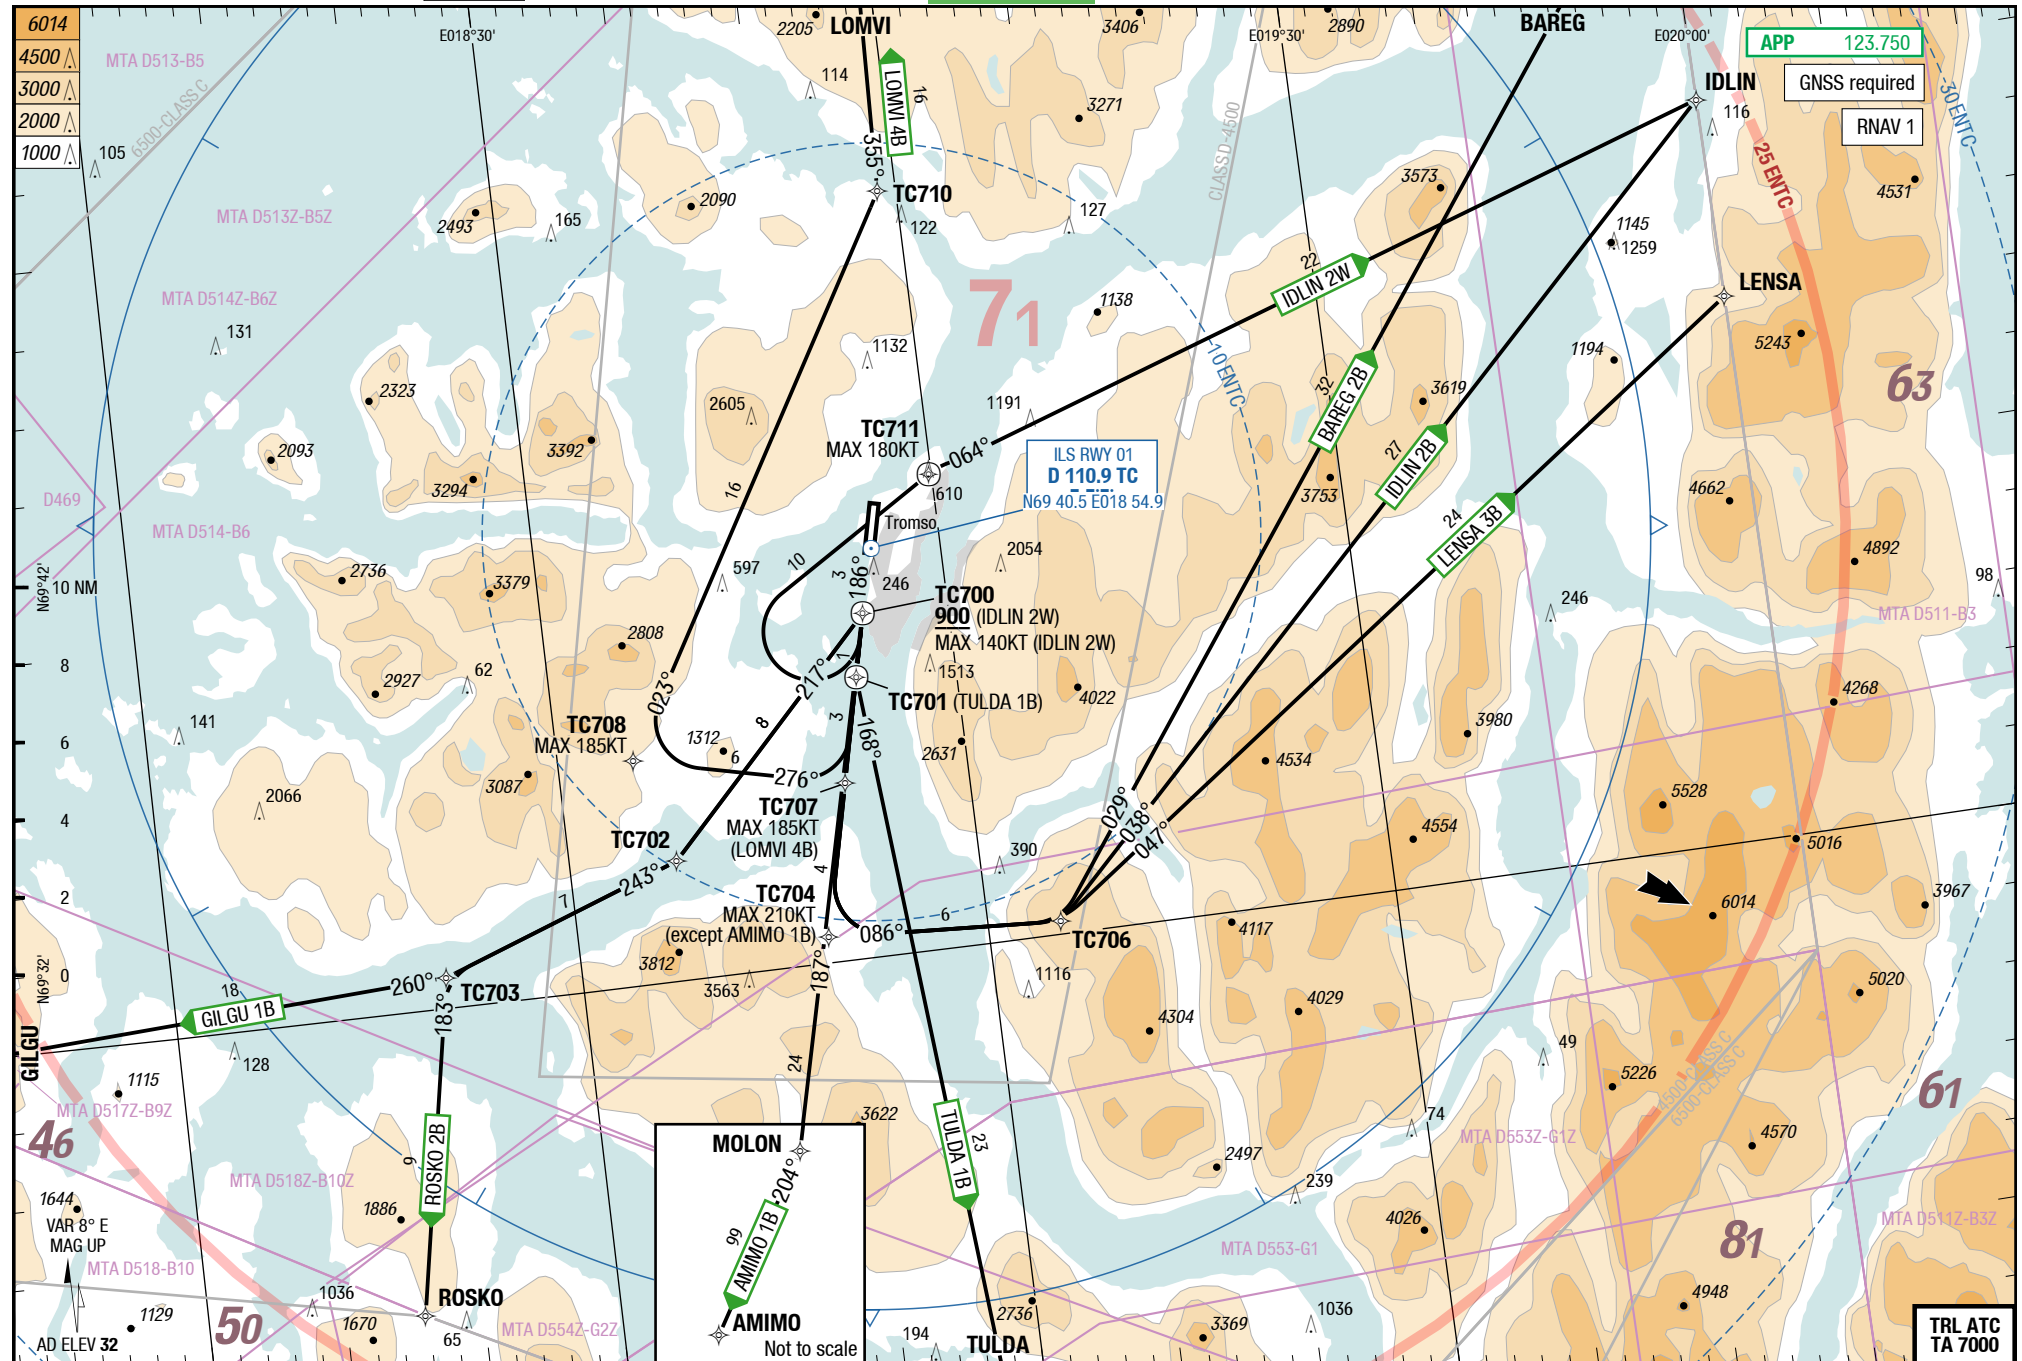 6014
4500
3000
2000
1000
LOMVI
BAREG
E018°30'
E019°30'
E020°00'
APP 123.750
GNSS required
RNAV 1
IDLIN
116
2205
3406
2890
MTA D513-B5
6500-CLASS C
105
114
LOMVI 4B
16
355°
3271
CLASS D-4500
30 ENTC
25 ENTC
4531
3573
TC710
122
127
2090
2493
165
MTA D513Z-B5Z
1145
1259
22
IDLIN 2W
LENSA
MTA D514Z-B6Z
131
71
1138
1132
10 ENTC
5243
1194
63
2323
2605
1191
32
BAREG 2B
3619
TC711
MAX 180KT
064°
2093
3392
3294
16
610
ILS RWY 01
D 110.9 TC
N69 40.5 E018 54.9
27
IDLIN 2B
3753
4662
D469
MTA D514-B6
Tromso
24
LENSA 3B
4892
N69°42'
10 NM
2736
3379
597
10
3
186°
246
2054
TC700
900 (IDLIN 2W)
MAX 140KT (IDLIN 2W)
246
98
MTA D511-B3
2808
8
2927
62
023°
217°
1
1513
4022
TC701 (TULDA 1B)
4268
141
6
TC708
MAX 185KT
1312
6
8
3
168°
2631
3980
4534
3087
276°
2066
TC707
MAX 185KT
(LOMVI 4B)
029°
038°
047°
5528
4
4554
5016
TC702
243°
4
390
7
TC704
MAX 210KT
(except AMIMO 1B)
086°
6
TC706
4117
6014
3967
2
N69°32'
0
260°
TC703
3812
3563
187°
1116
18
GILGU 1B
183°
4029
5020
4304
GILGU
128
24
49
1115
MTA D517Z-B9Z
46
3622
5226
4500-CLASS C
6500-CLASS C
61
74
MTA D553Z-G1Z
4570
9
ROSKO 2B
MOLON
204°
TULDA 1B
23
2497
239
MTA D518Z-B10Z
1644
1886
VAR 8° E
MAG UP
99
AMIMO 1B
4026
MTA D553-G1
81
MTA D511Z-B3Z
MTA D518-B10
1036
ROSKO
4948
1129
50
1670
65
MTA D554Z-G2Z
AMIMO
Not to scale
2736
3369
1036
AD ELEV 32
194
TULDA
TRL ATC
TA 7000